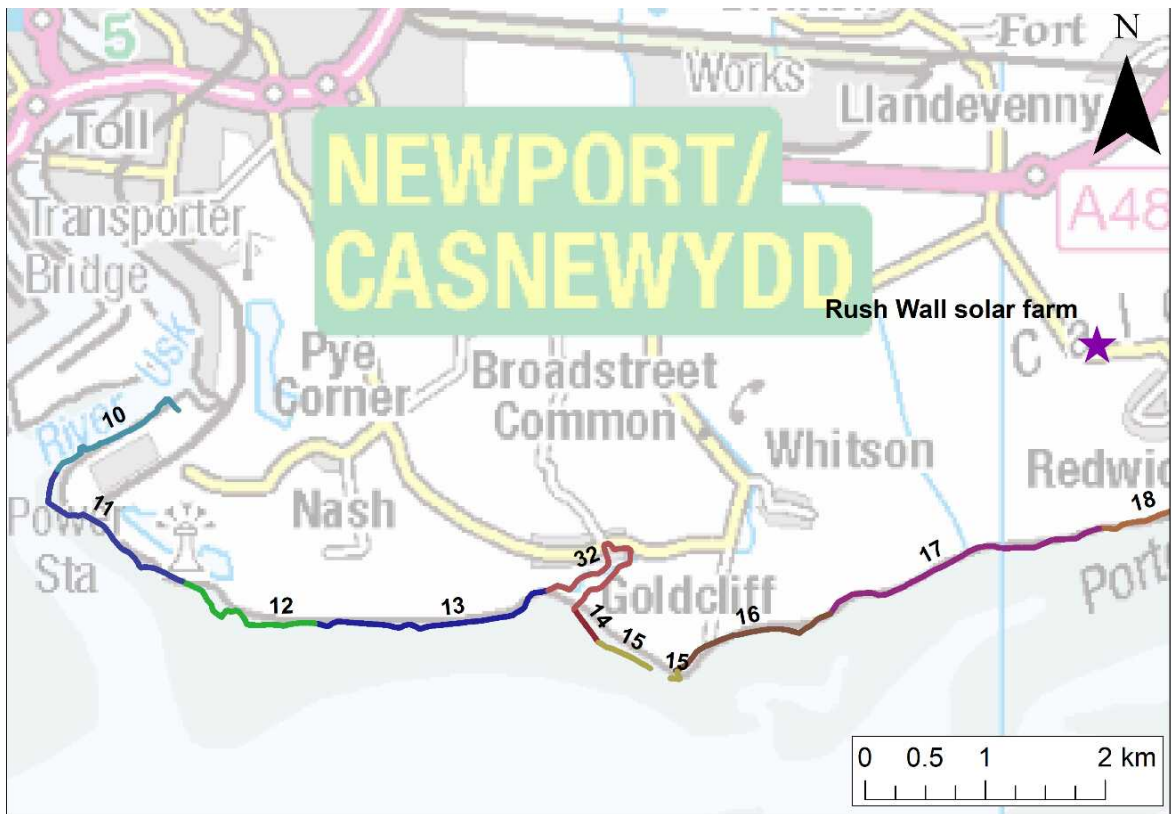 5
Fort
N
Works
Llandevenny
Toll
NEWPORT/
CASNEWYDD
A48
Transporter
Bridge
Rush Wall solar farm
River Usk
Pye
Corner
Broadstreet
Common
C
Whitson
Redwic
10
11
Power
Sta
Nash
18
17
32
Goldcliff
Port
12
13
14
15
15
16
0 0.5 1 2 km